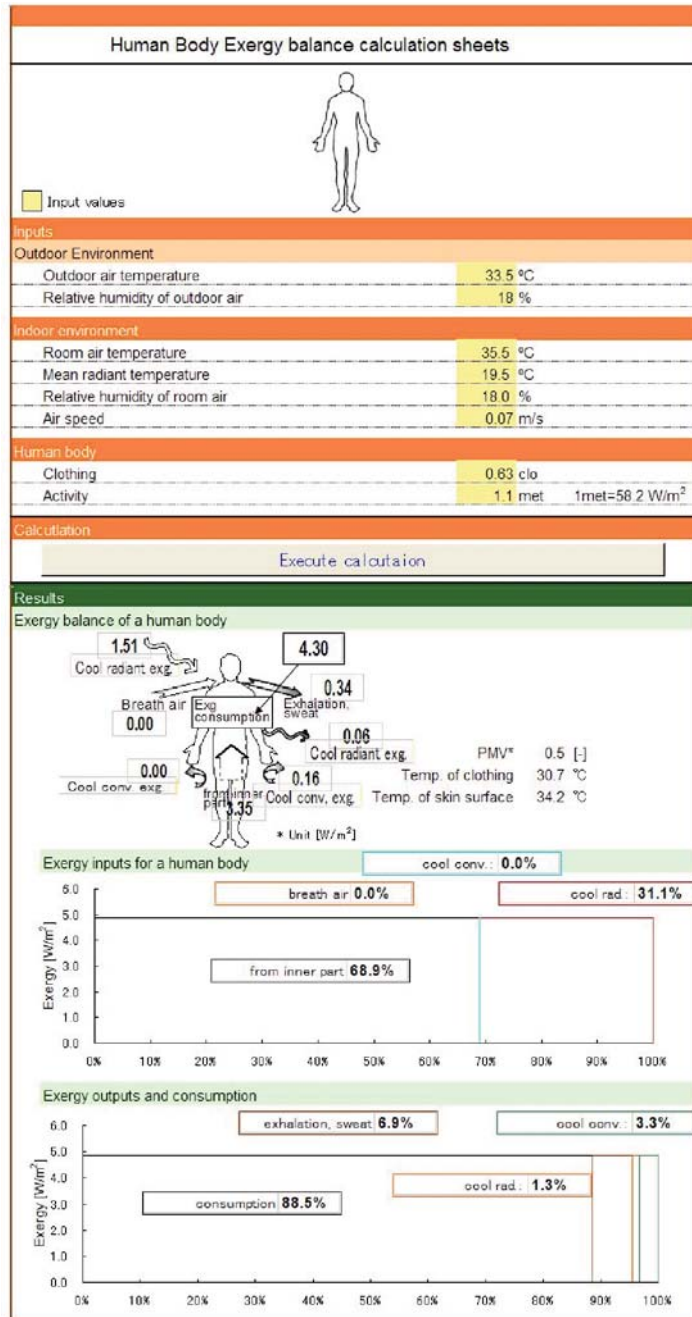 Human Body Exergy balance calculation sheets
Input values
Inputs
Outdoor Environment
Outdoor air temperature 33.5 ºC
Relative humidity of outdoor air 18 %
Indoor environment
Room air temperature 35.5 ºC
Mean radiant temperature 19.5 ºC
Relative humidity of room air 18.0 %
Air speed 0.07 m/s
Human body
Clothing 0.63 clo
Activity 1.1 met 1met=58.2 W/m²
Calcutlation
Execute calcutaion
Results
Exergy balance of a human body
1.51
Cool radiant exg.
4.30
Breath air
0.00
Exg consumption
Exhalation, sweat
0.34
0.06
Cool radiant exg.
0.00
Cool conv. exg.
from inner part
3.35
0.16
Cool conv. exg.
PMV* 0.5 [-]
Temp. of clothing 30.7 ℃
Temp. of skin surface 34.2 ℃
* Unit [W/m²]
Exergy inputs for a human body
cool conv.: 0.0%
breath air 0.0%
cool rad.: 31.1%
Exergy [W/m²]
6.0
5.0
4.0
3.0
2.0
1.0
0.0
from inner part 68.9%
0% 10% 20% 30% 40% 50% 60% 70% 80% 90% 100%
Exergy outputs and consumption
exhalation, sweat 6.9%
cool conv.: 3.3%
Exergy [W/m²]
6.0
5.0
4.0
3.0
2.0
1.0
0.0
consumption 88.5%
cool rad.: 1.3%
0% 10% 20% 30% 40% 50% 60% 70% 80% 90% 100%